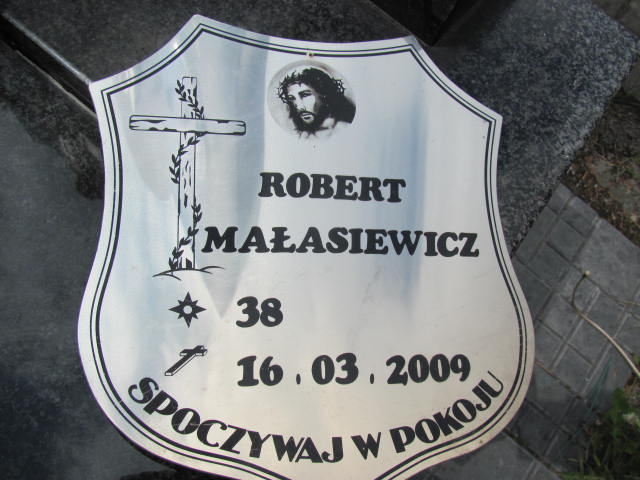 ROBERT
MAŁASIEWICZ
38
16.03.2009
SPOCZYWAJ W POKOJU